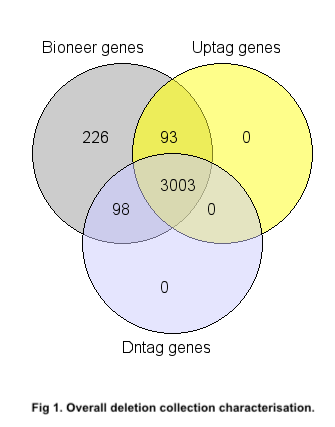 Bioneer genes Uptag genes
226 93 0
3003
98 0
0
Dntag genes
Fig 1. Overall deletion collection characterisation.